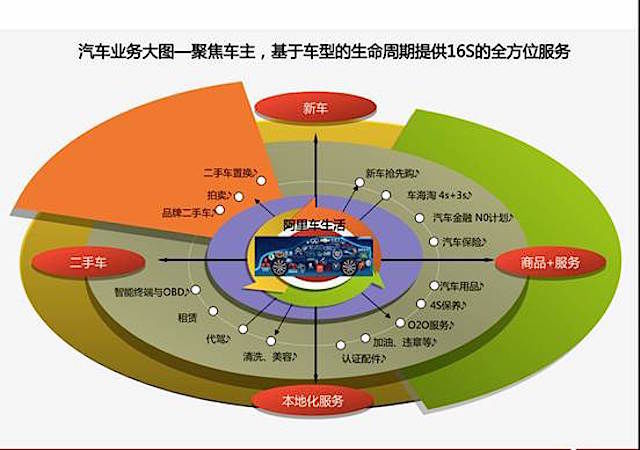 汽车业务大图—聚焦车主，基于车型的生命周期提供16S的全方位服务
新车
二手车置换♪
新车抢先购♪
拍卖♪
车海淘 4s+3s♪
品牌二手车♪
汽车金融 N0计划♪
阿里车生活
汽车保险♪
二手车
商品+服务
智能终端与OBD♪
汽车用品♪
4S保养♪
租赁
O2O服务♪
代驾♪
加油、违章等♪
清洗、美容♪
认证配件♪
本地化服务